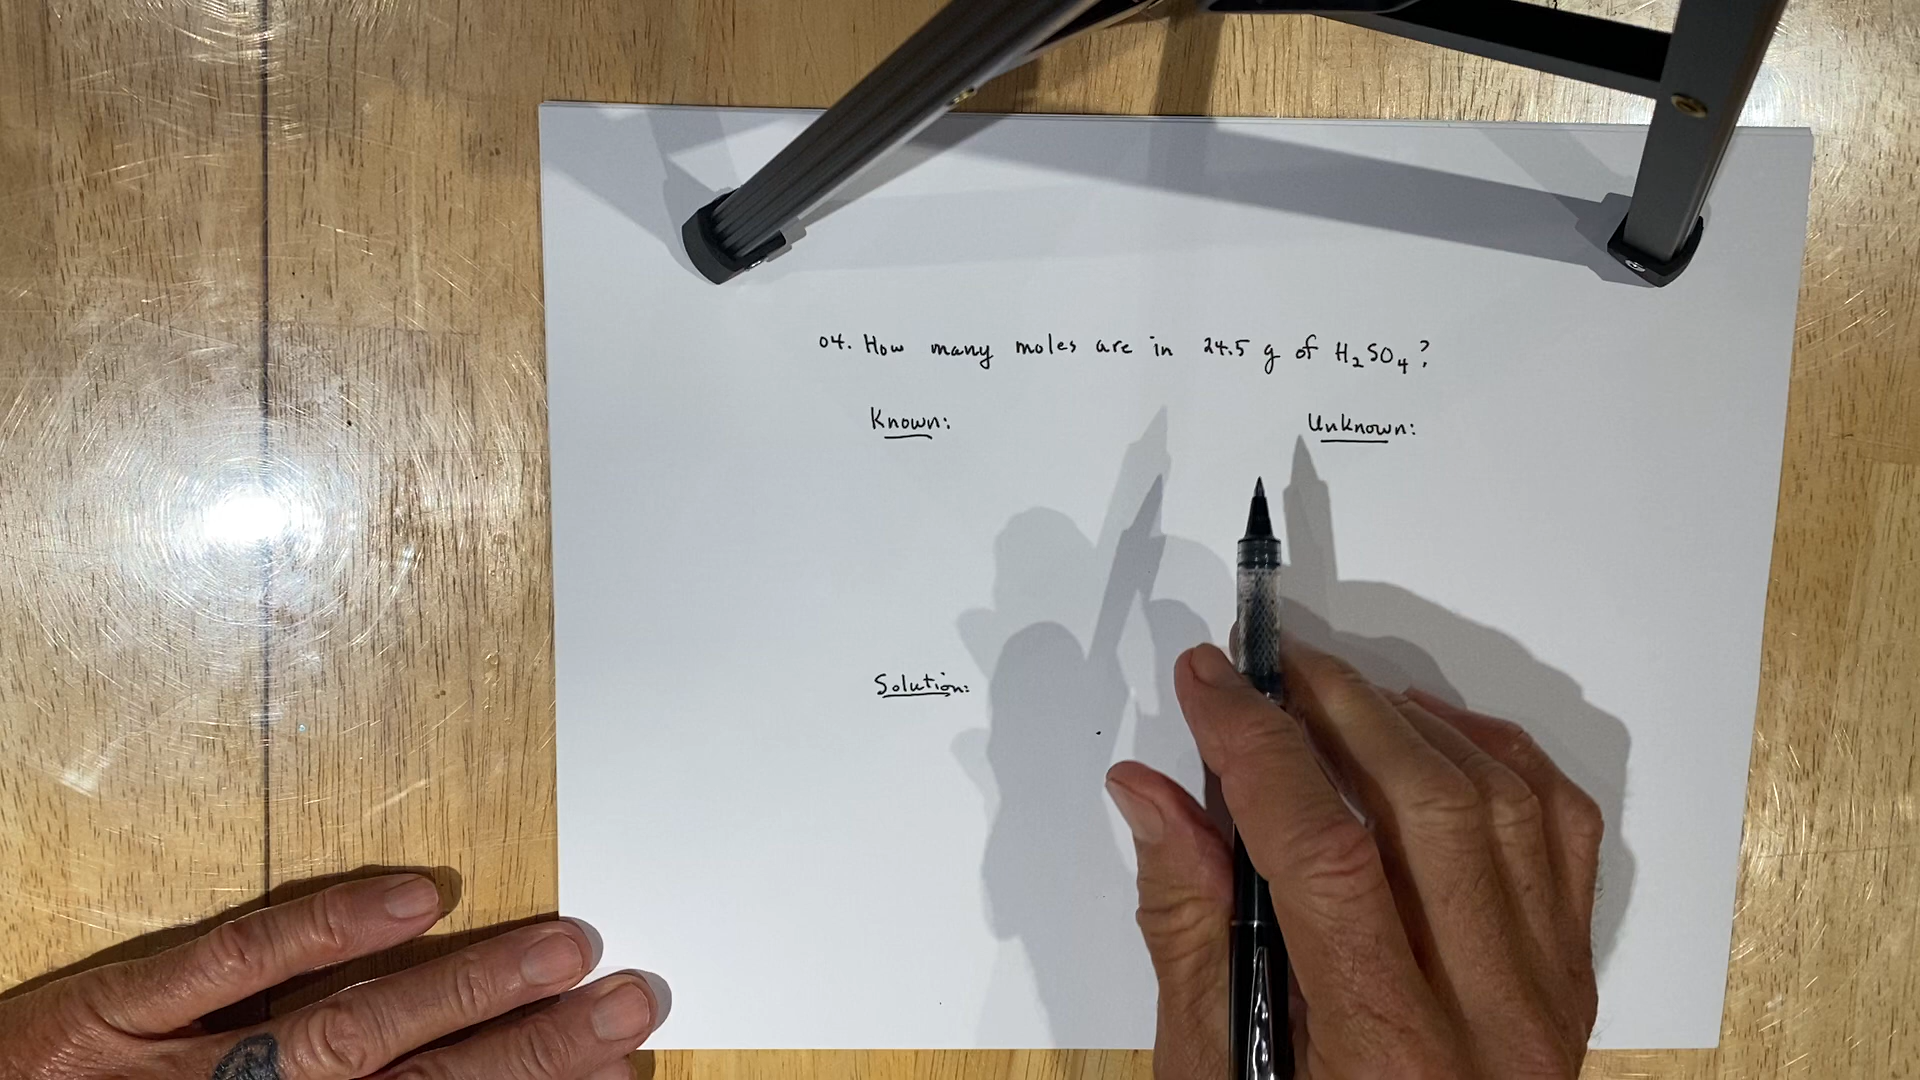 04. How many moles are in 24.5 g of H₂SO₄?
Known:
Unknown:
Solution: